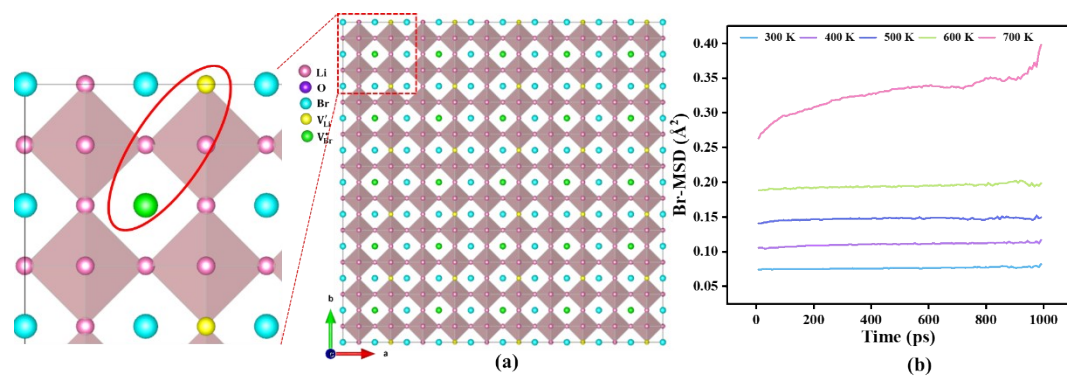 Li
O
Br
V'Li
V•Br
b
a
(a)
300 K 400 K 500 K 600 K 700 K
0.40
0.35
0.30
0.25
0.20
0.15
0.10
0.05
Br-MSD (Å²)
0 200 400 600 800 1000
Time (ps)
(b)